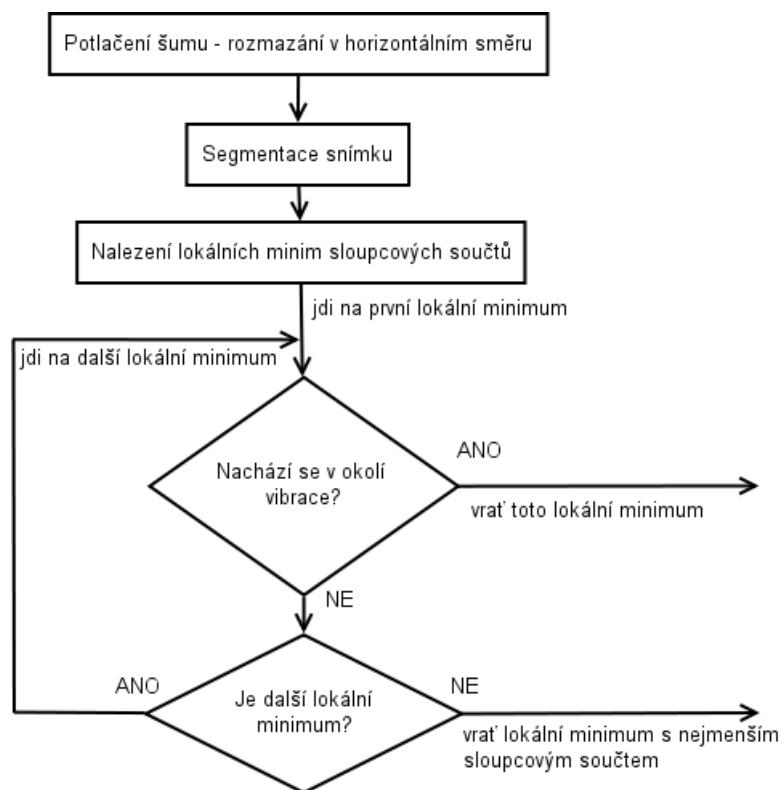 Potlačení šumu - rozmazání v horizontálním směru
Segmentace snímku
Nalezení lokálních minim sloupcových součtů
jdi na první lokální minimum
jdi na další lokální minimum
Nachází se v okolí
vibrace?
ANO
vrať toto lokální minimum
NE
Je další lokální
minimum?
ANO
NE
vrať lokální minimum s nejmenším
sloupcovým součtem